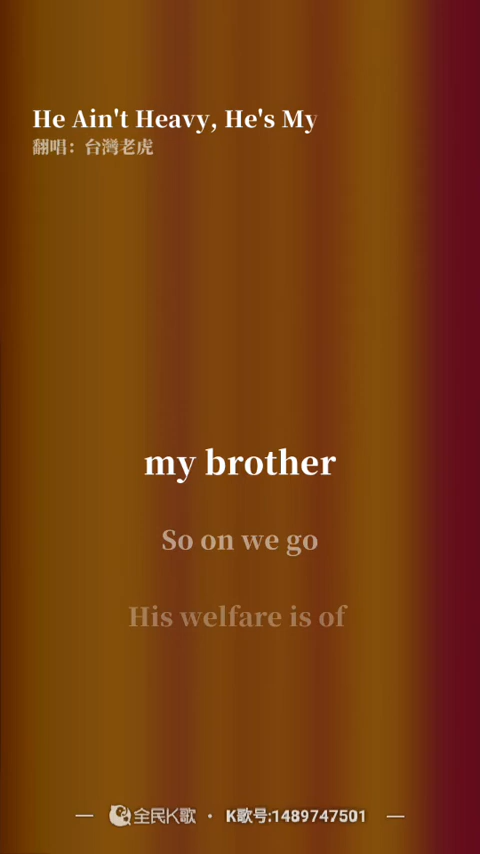 He Ain't Heavy, He's My
翻唱：台灣老虎
my brother
So on we go
His welfare is of
— 全民K歌 · K歌号:1489747501 —